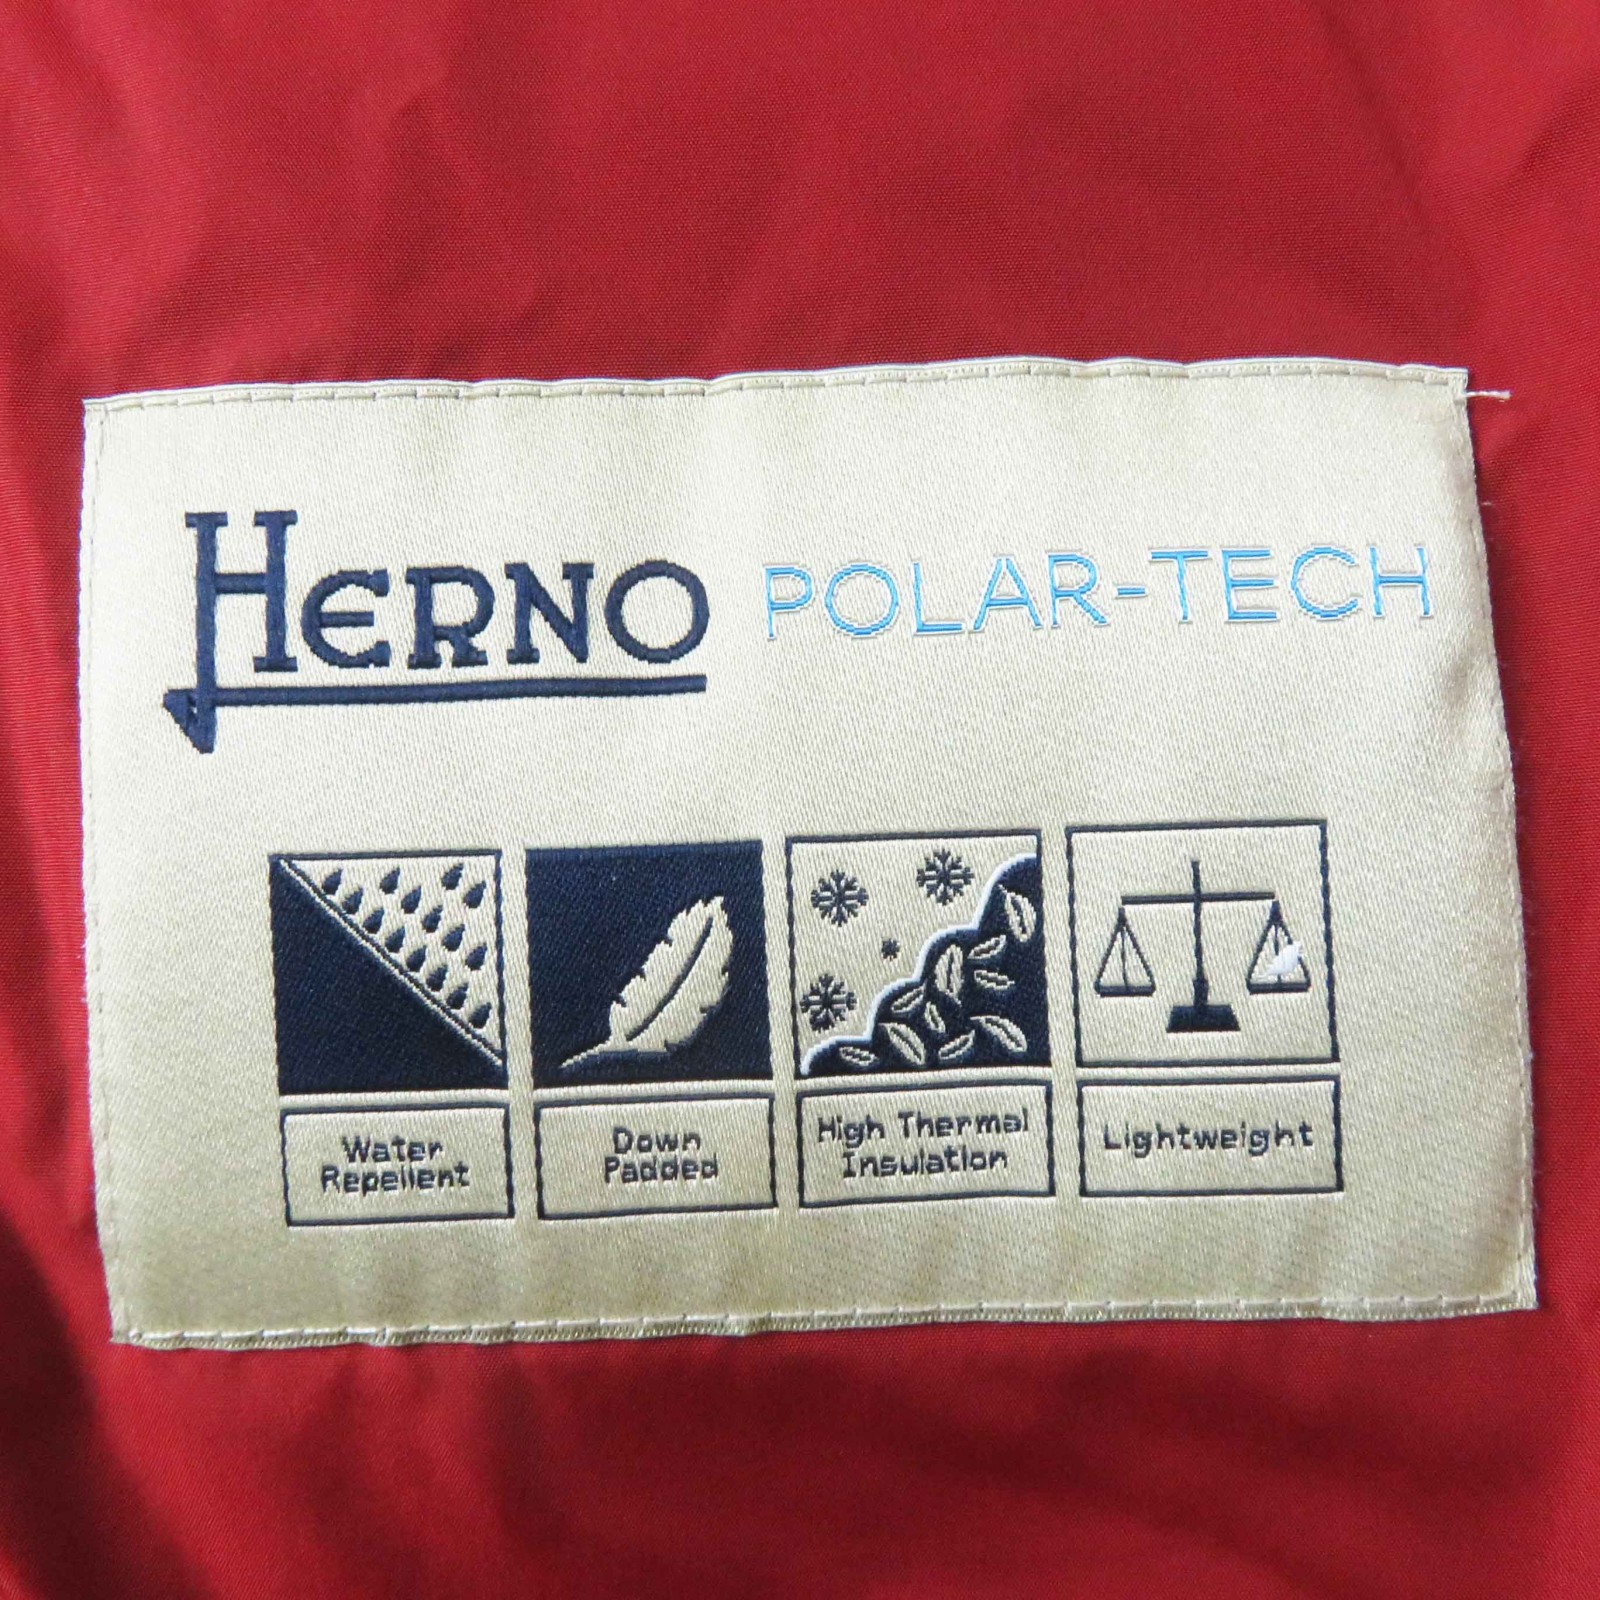 HERNO POLAR-TECH
Water
Repellent
Down
Padded
High Thermal
Insulation
Lightweight